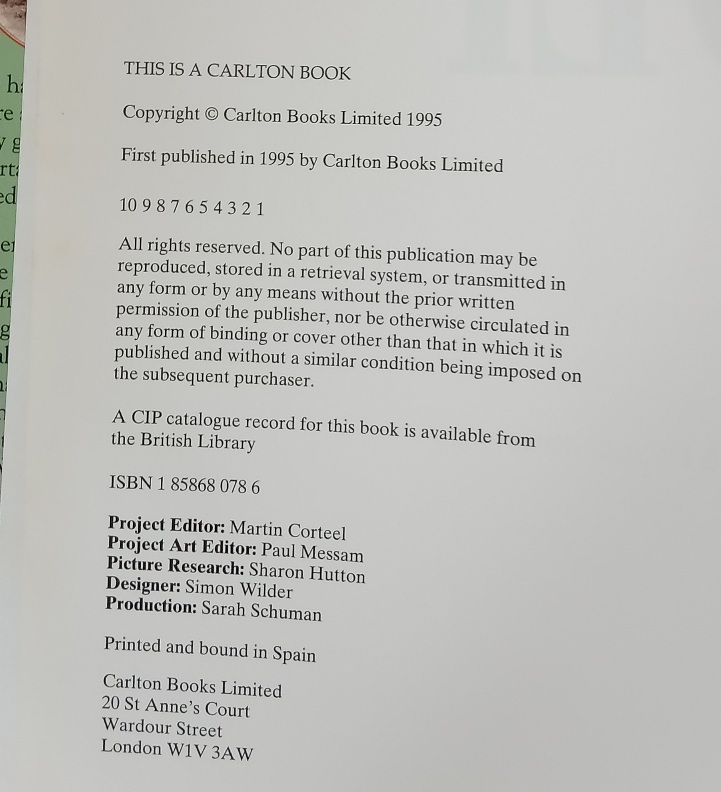 THIS IS A CARLTON BOOK
Copyright © Carlton Books Limited 1995
First published in 1995 by Carlton Books Limited
10 9 8 7 6 5 4 3 2 1
All rights reserved. No part of this publication may be
reproduced, stored in a retrieval system, or transmitted in
any form or by any means without the prior written
permission of the publisher, nor be otherwise circulated in
any form of binding or cover other than that in which it is
published and without a similar condition being imposed on
the subsequent purchaser.
A CIP catalogue record for this book is available from
the British Library
ISBN 1 85868 078 6
Project Editor: Martin Corteel
Project Art Editor: Paul Messam
Picture Research: Sharon Hutton
Designer: Simon Wilder
Production: Sarah Schuman
Printed and bound in Spain
Carlton Books Limited
20 St Anne's Court
Wardour Street
London W1V 3AW